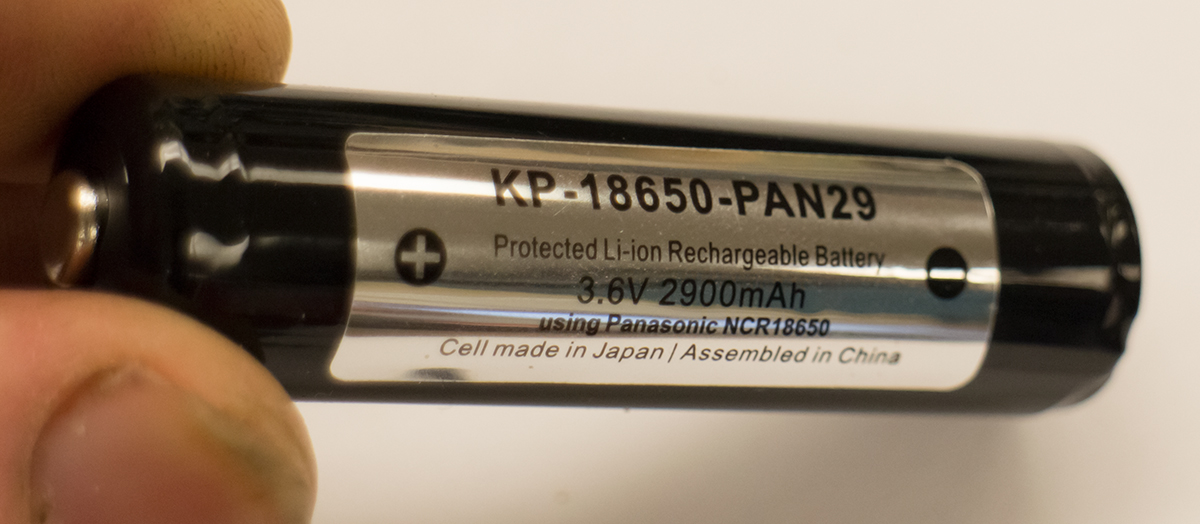 KP-18650-PAN29
Protected Li-ion Rechargeable Battery
3.6V 2900mAh
using Panasonic NCR18650
Cell made in Japan | Assembled in China